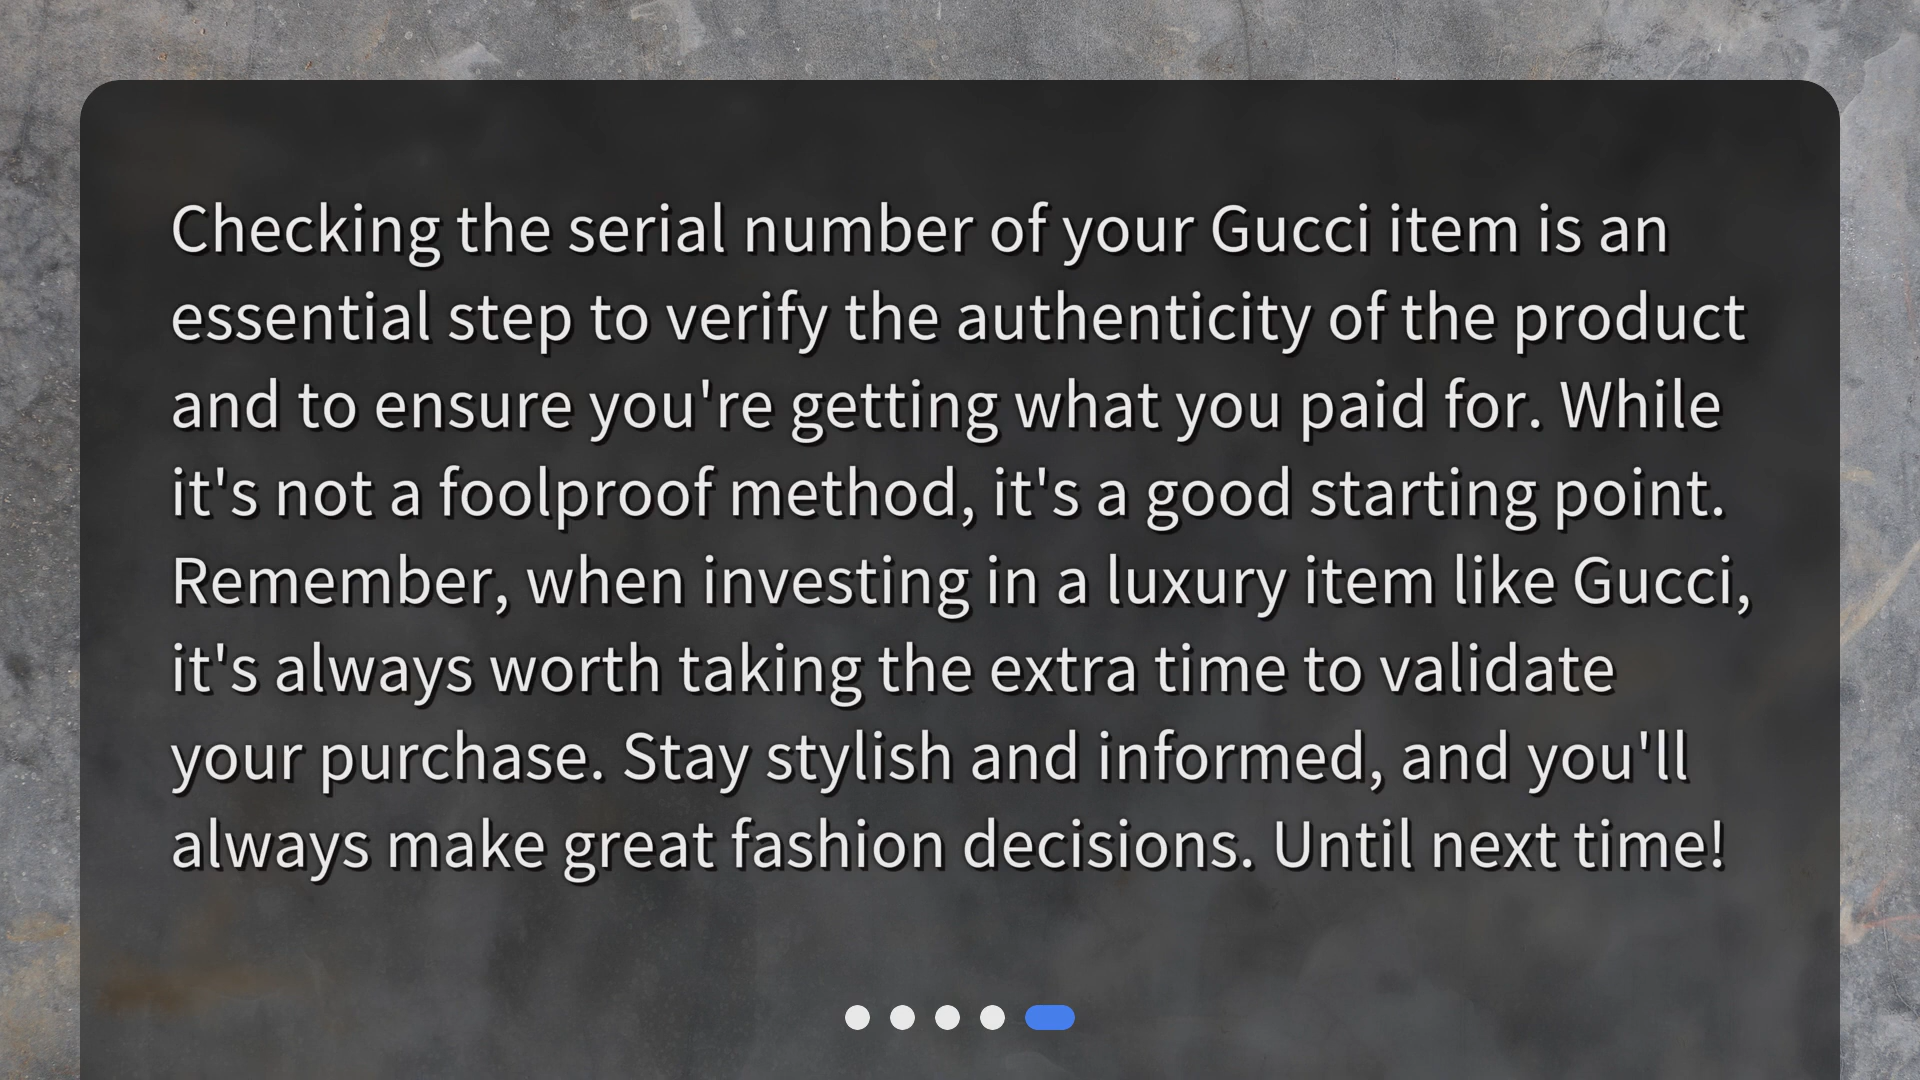 Checking the serial number of your Gucci item is an
essential step to verify the authenticity of the product
and to ensure you're getting what you paid for. While
it's not a foolproof method, it's a good starting point.
Remember, when investing in a luxury item like Gucci,
it's always worth taking the extra time to validate
your purchase. Stay stylish and informed, and you'll
always make great fashion decisions. Until next time!